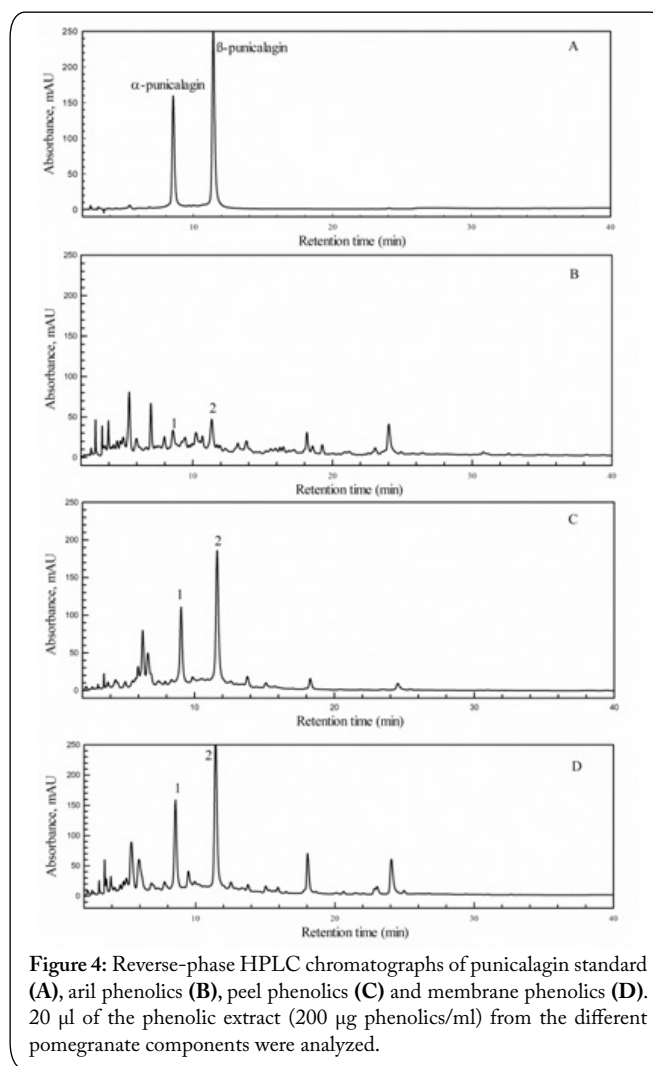 250
200
150
100
50
0
Absorbance, mAU
α-punicalagin
ß-punicalagin
A
10
20
30
40
Retention time (min)
250
200
150
100
50
0
Absorbance, mAU
B
1
2
10
20
30
40
Retention time (min)
250
200
150
100
50
0
Absorbance, mAU
C
1
2
10
20
30
40
Retention time (min)
250
200
150
100
50
0
Absorbance, mAU
D
1
2
10
20
30
40
Retention time (min)
Figure 4: Reverse-phase HPLC chromatographs of punicalagin standard
(A), aril phenolics (B), peel phenolics (C) and membrane phenolics (D).
20 µl of the phenolic extract (200 µg phenolics/ml) from the different
pomegranate components were analyzed.